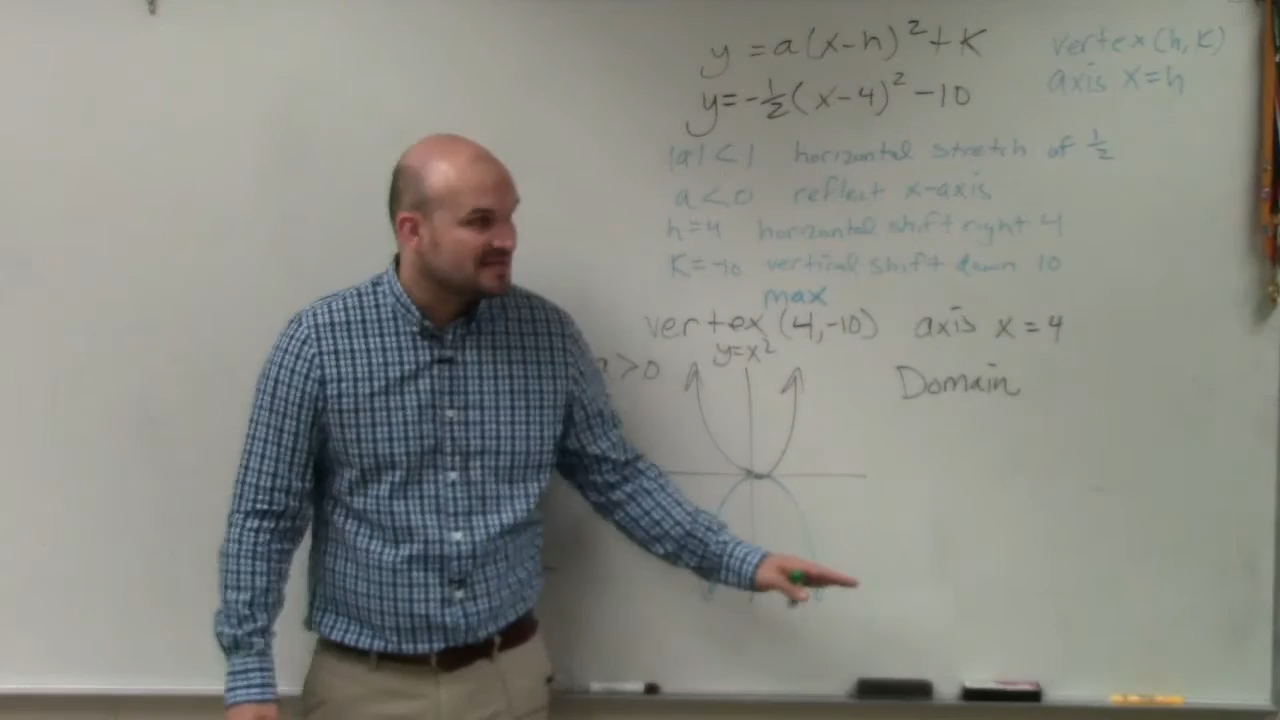 y = a(x-h)² + K
vertex (h, K)
axis x=h
y=-½(x-4)² -10
|a| < 1 horizontal stretch of ½
a < 0 reflect x-axis
h=4 horizontal shift right 4
K=-10 vertical shift down 10
max
vertex (4,-10) axis x = 4
y=x²
>0
Domain